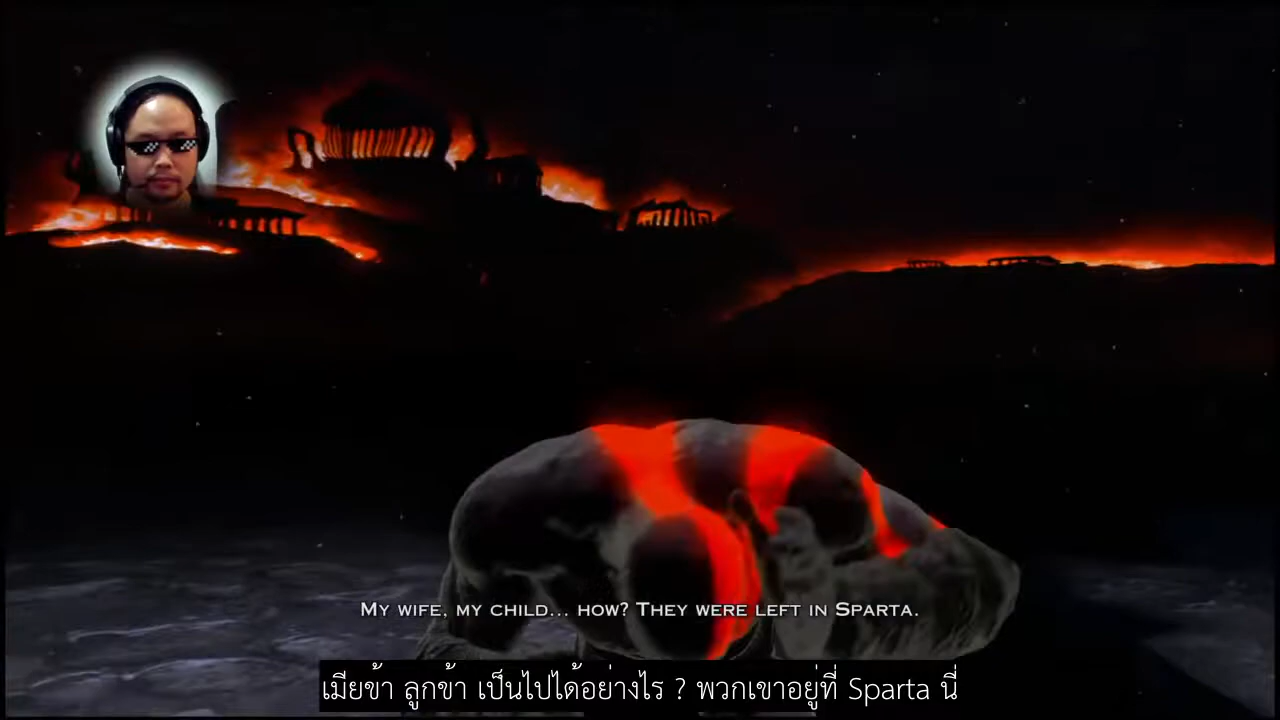 MY WIFE, MY CHILD... HOW? THEY WERE LEFT IN SPARTA.
เมียข้า ลูกข้า เป็นไปได้อย่างไร ? พวกเขาอยู่ที่ Sparta นี่